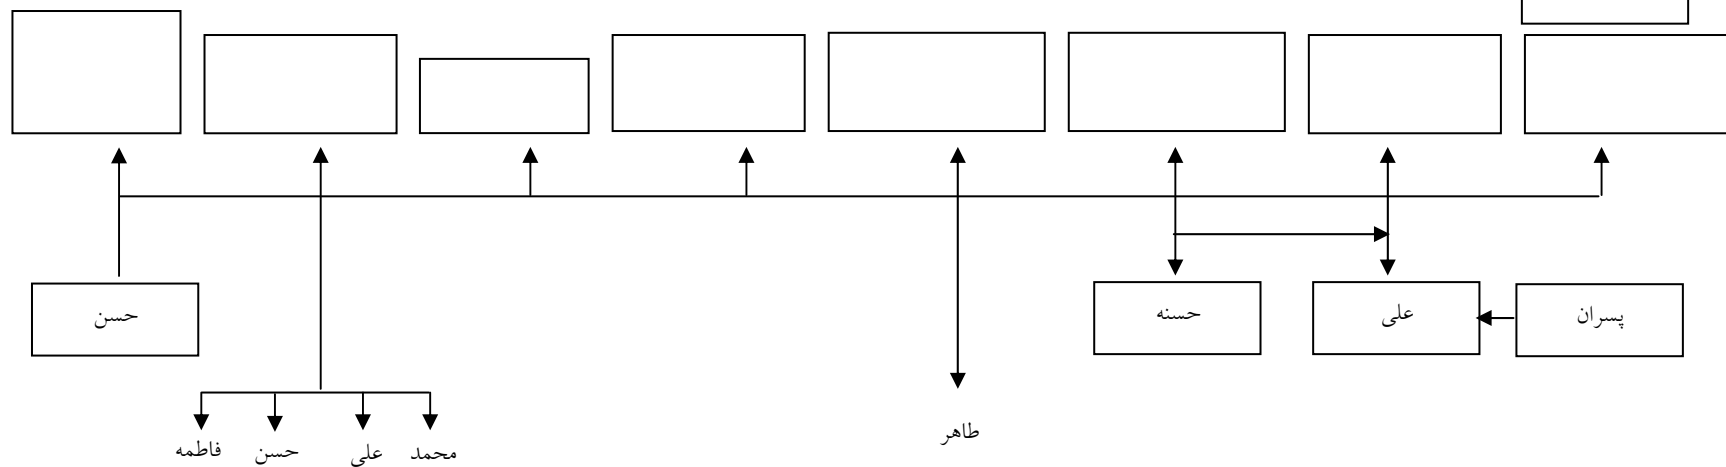 پسران
علی
حسنه
حسن
طاهر
محمد
علی
حسن
فاطمه